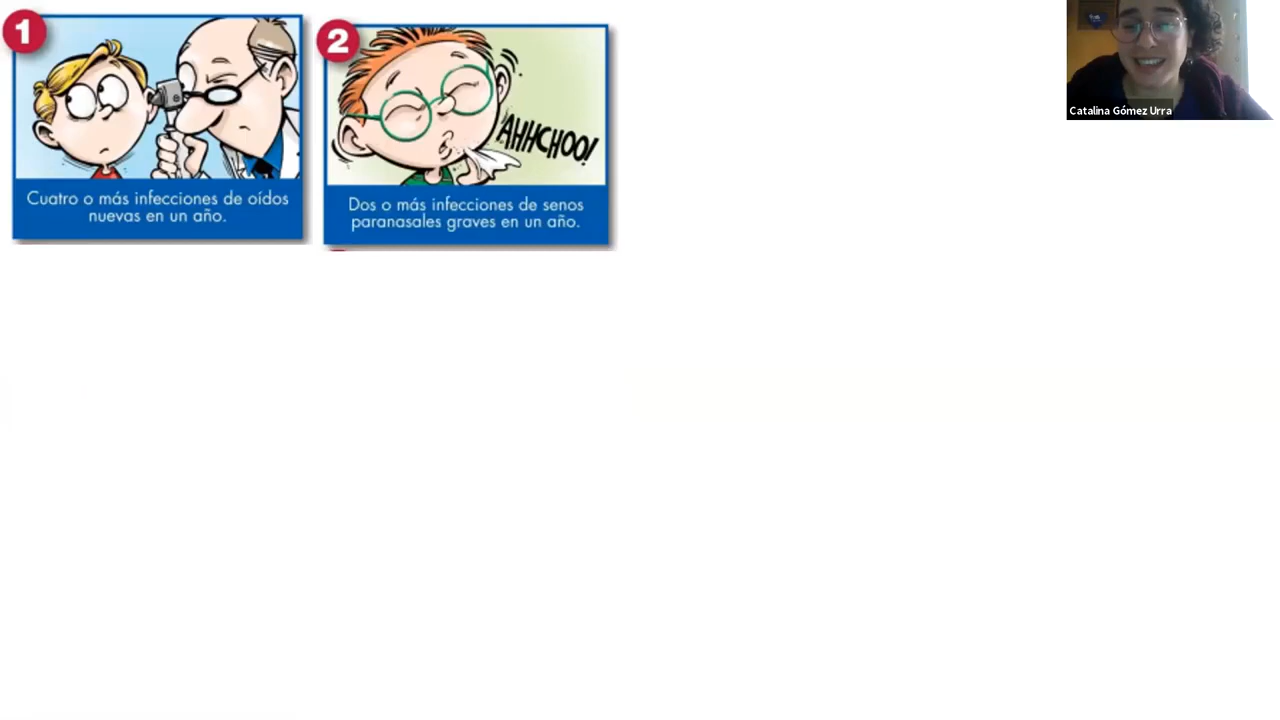 1
Cuatro o más infecciones de oídos
nuevas en un año.
2
AHHCHOO!
Dos o más infecciones de senos
paranasales graves en un año.
Catalina Gómez Urra